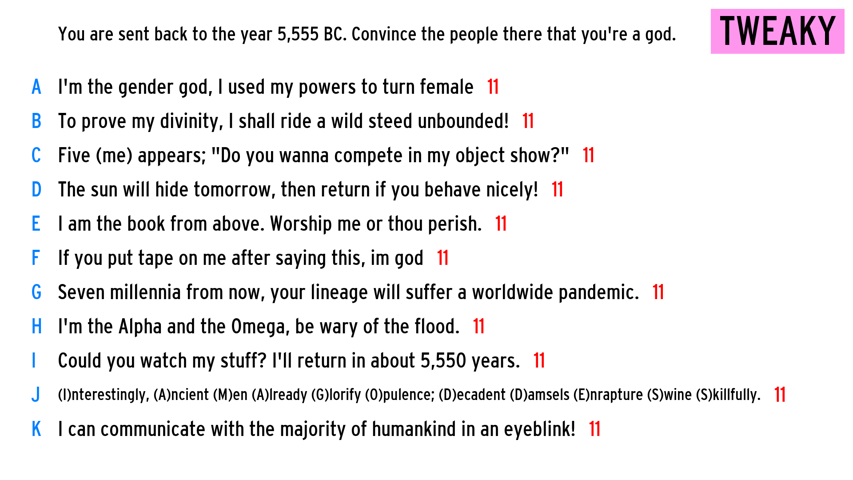 You are sent back to the year 5,555 BC. Convince the people there that you're a god.
TWEAKY
A I'm the gender god, I used my powers to turn female 11
B To prove my divinity, I shall ride a wild steed unbounded! 11
C Five (me) appears; "Do you wanna compete in my object show?" 11
D The sun will hide tomorrow, then return if you behave nicely! 11
E I am the book from above. Worship me or thou perish. 11
F If you put tape on me after saying this, im god 11
G Seven millennia from now, your lineage will suffer a worldwide pandemic. 11
H I'm the Alpha and the Omega, be wary of the flood. 11
I Could you watch my stuff? I'll return in about 5,550 years. 11
J (I)nterestingly, (A)ncient (M)en (A)lready (G)lorify (O)pulence; (D)ecadent (D)amsels (E)nrapture (S)wine (S)killfully. 11
K I can communicate with the majority of humankind in an eyeblink! 11